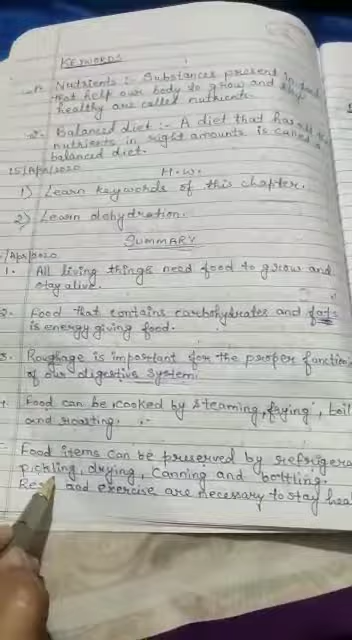 KEYWORDS
1. Nutrients :- Substances present in food
that help our body to grow and stay
healthy are called nutrients.
2. Balanced diet :- A diet that has all the
nutrients in right amounts is called a
balanced diet.
15/Apr/2020
H.W.
1) Learn keywords of this chapter.
2) Learn dehydration.
SUMMARY
/Apr/2020
1. All living things need food to grow and
stay alive.
2. Food that contains carbohydrates and fats
is energy giving food.
3. Roughage is important for the proper function
of our digestive system.
Food can be cooked by steaming, frying, boil
and roasting.
Food items can be preserved by refrigera
pickling, drying, canning and bottling.
and exercise are necessary to stay hea